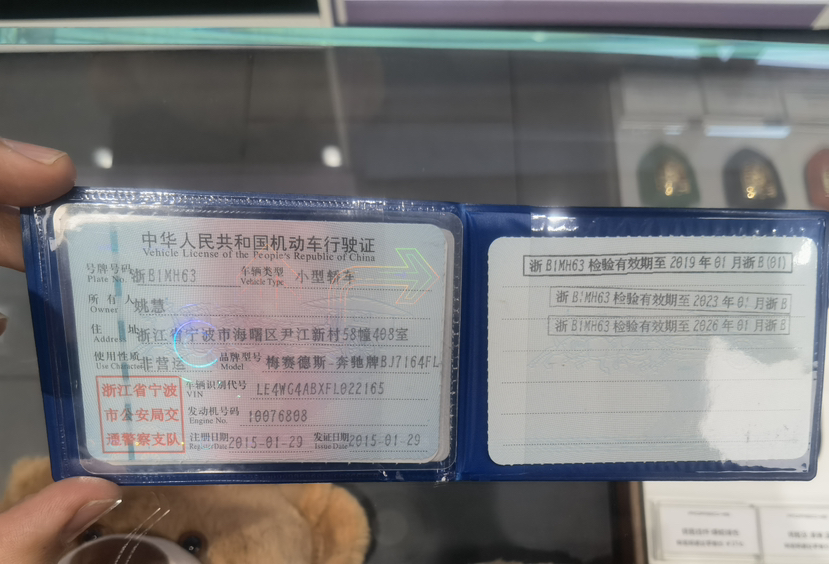 中华人民共和国机动车行驶证
Vehicle License of the People's Republic of China
号牌号码 浙B1MH63 车辆类型 小型轿车
Plate No. Vehicle Type
所有人 姚慧
Owner
住址 浙江省宁波市海曙区尹江新村58幢408室
Address
使用性质 非营运 品牌型号 梅赛德斯-奔驰牌BJ7164FL
Use Character Model
浙江省宁波
市公安局交
通警察支队
车辆识别代号 LE4WG4ABXFL022165
VIN
发动机号码 10076808
Engine No.
注册日期 2015-01-29 发证日期 2015-01-29
Register Date Issue Date
浙B1MH63 检验有效期至2019年01月浙B(01)
浙B1MH63 检验有效期至2023年01月浙B
浙B1MH63 检验有效期至2026年01月浙B